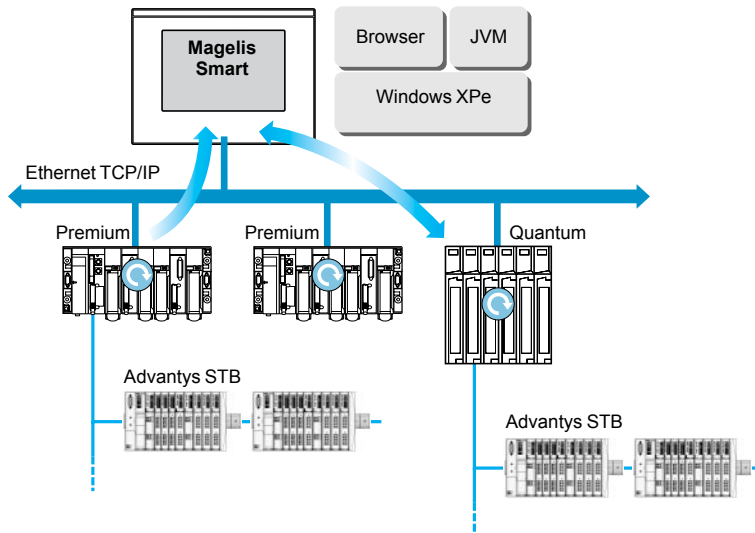 Magelis
Smart
Browser
JVM
Windows XPe
Ethernet TCP/IP
Premium
Premium
Quantum
Advantys STB
Advantys STB